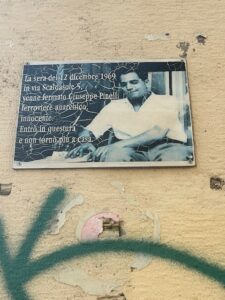 La sera del 12 dicembre 1969
in via Scaldasole 5,
venne fermato Giuseppe Pinelli
ferroviere anarchico,
innocente.
Entrò in questura
e non tornò più a casa.